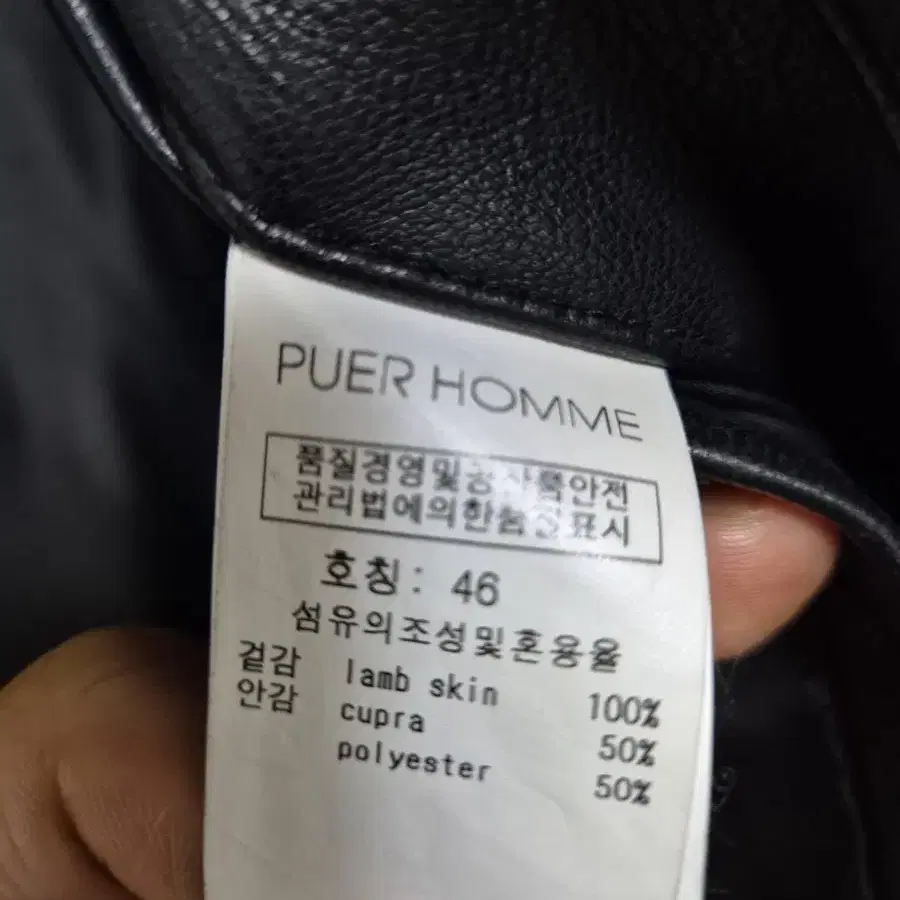 PUER HOMME
품질경영및공산품안전
관리법에의한품질표시
호칭: 46
섬유의조성및혼용율
겉감 lamb skin 100%
안감 cupra 50%
polyester 50%